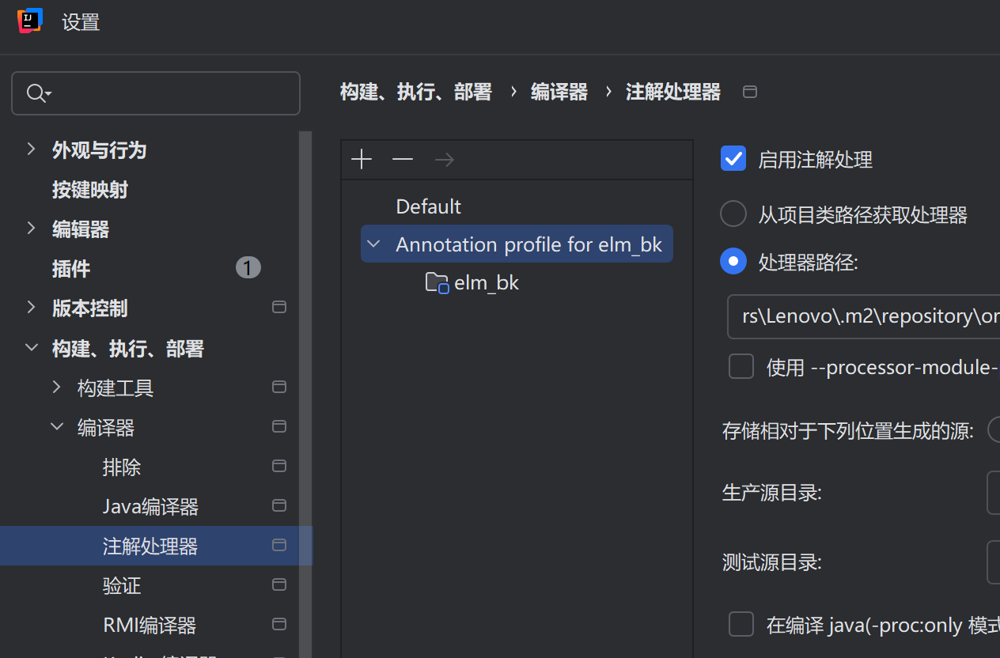 设置
外观与行为
按键映射
编辑器
插件 1
版本控制
构建、执行、部署
构建工具
编译器
排除
Java编译器
注解处理器
验证
RMI编译器
构建、执行、部署 › 编译器 › 注解处理器
Default
Annotation profile for elm_bk
elm_bk
启用注解处理
从项目类路径获取处理器
处理器路径:
rs\Lenovo\.m2\repository\or
使用 --processor-module-
存储相对于下列位置生成的源:
生产源目录:
测试源目录:
在编译 java(-proc:only 模式